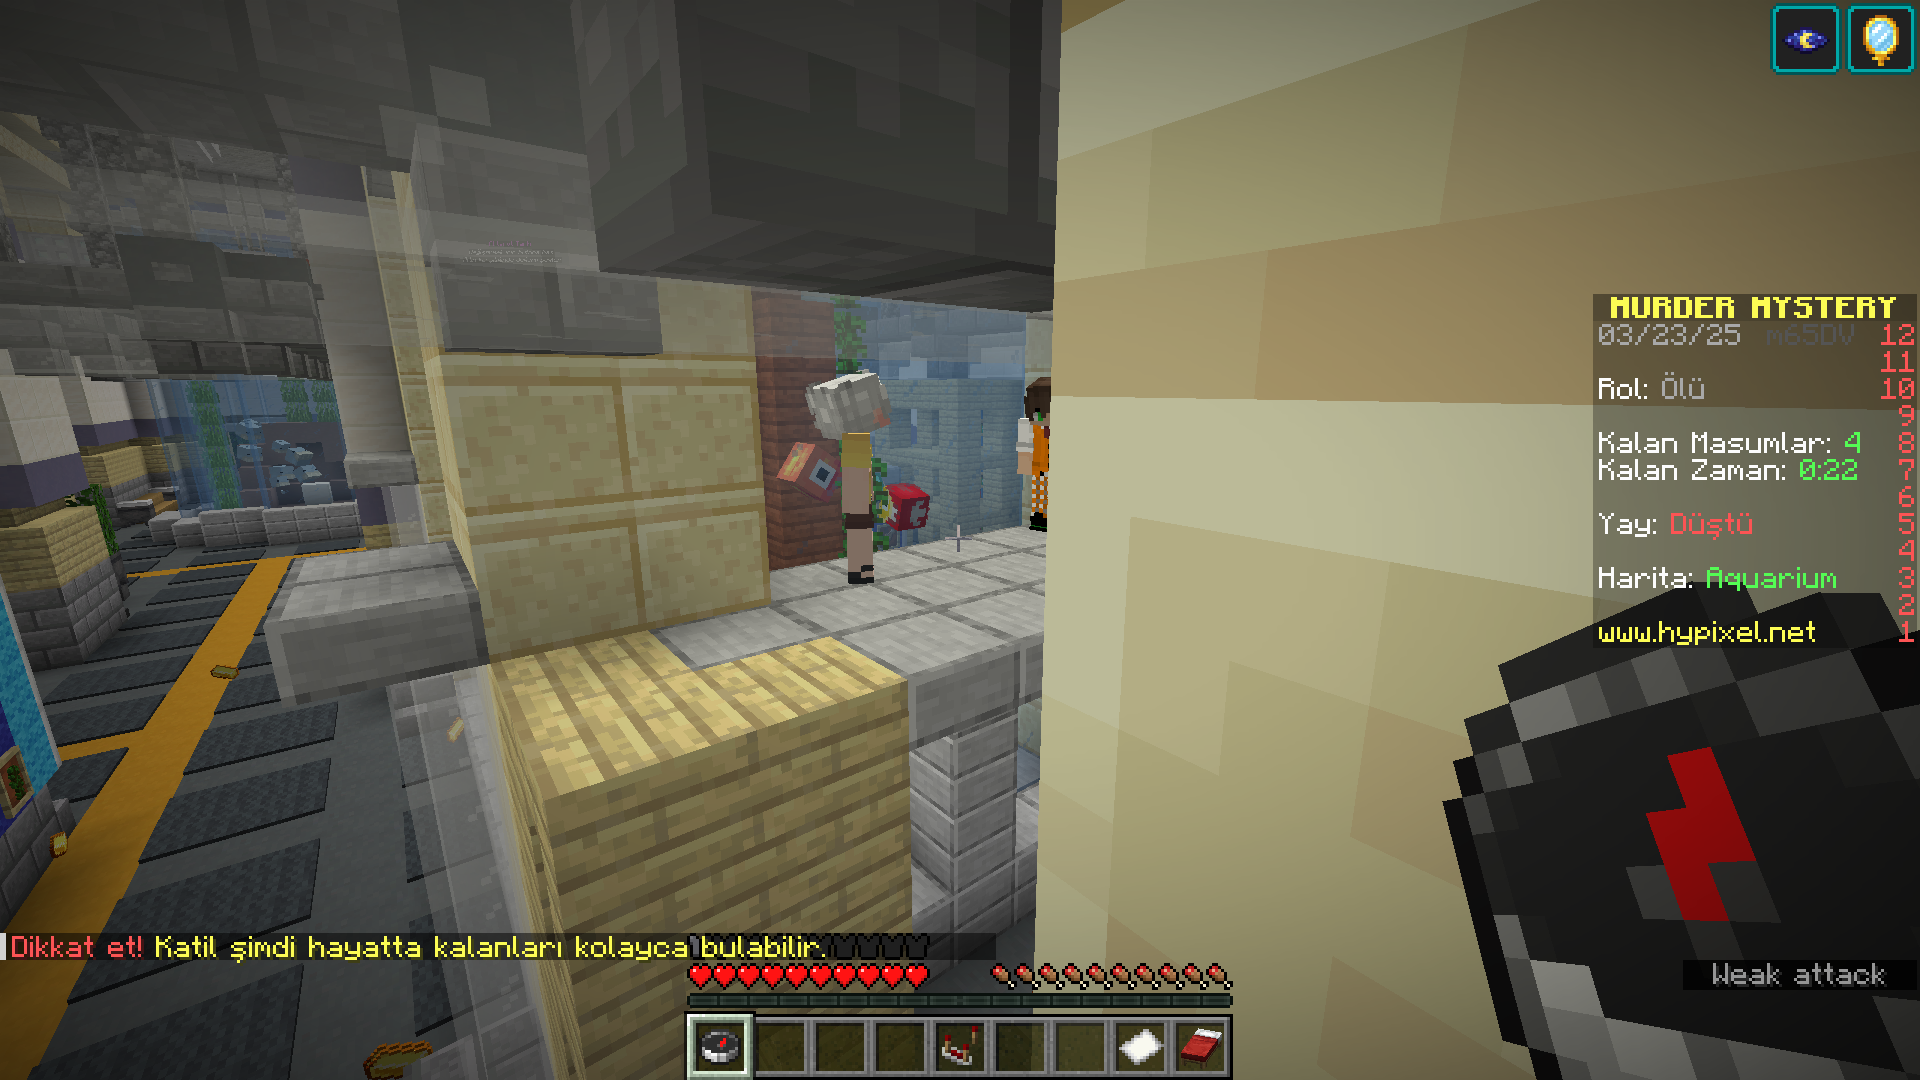 MURDER MYSTERY
03/23/25 m65DV 12
11
Rol: Ölü 10
9
Kalan Masumlar: 4 8
Kalan Zaman: 0:22 7
6
Yay: Düştü 5
4
Harita: Aquarium 3
2
www.hypixel.net 1
Dikkat et! Katil şimdi hayatta kalanları kolayca bulabilir.
Weak attack